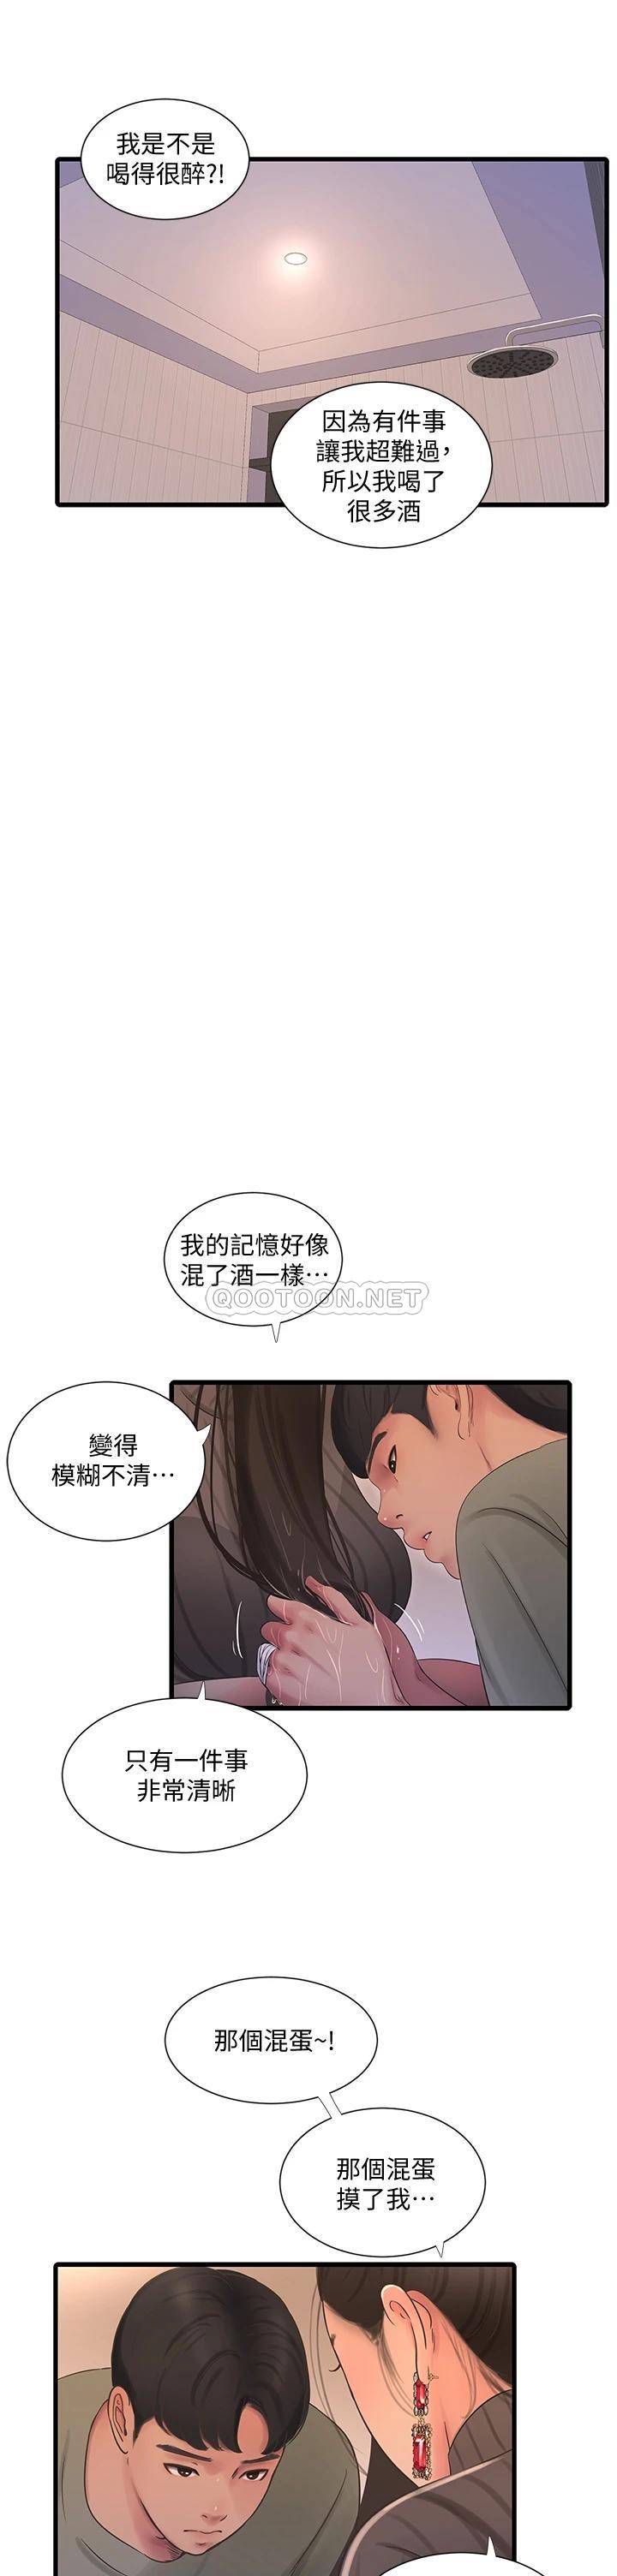 我是不是
喝得很醉?!
因為有件事
讓我超難過,
所以我喝了
很多酒
我的記憶好像
混了酒一樣⋯
QOOTOON.NET
變得
模糊不清⋯
只有一件事
非常清晰
那個混蛋~!
那個混蛋
摸了我⋯